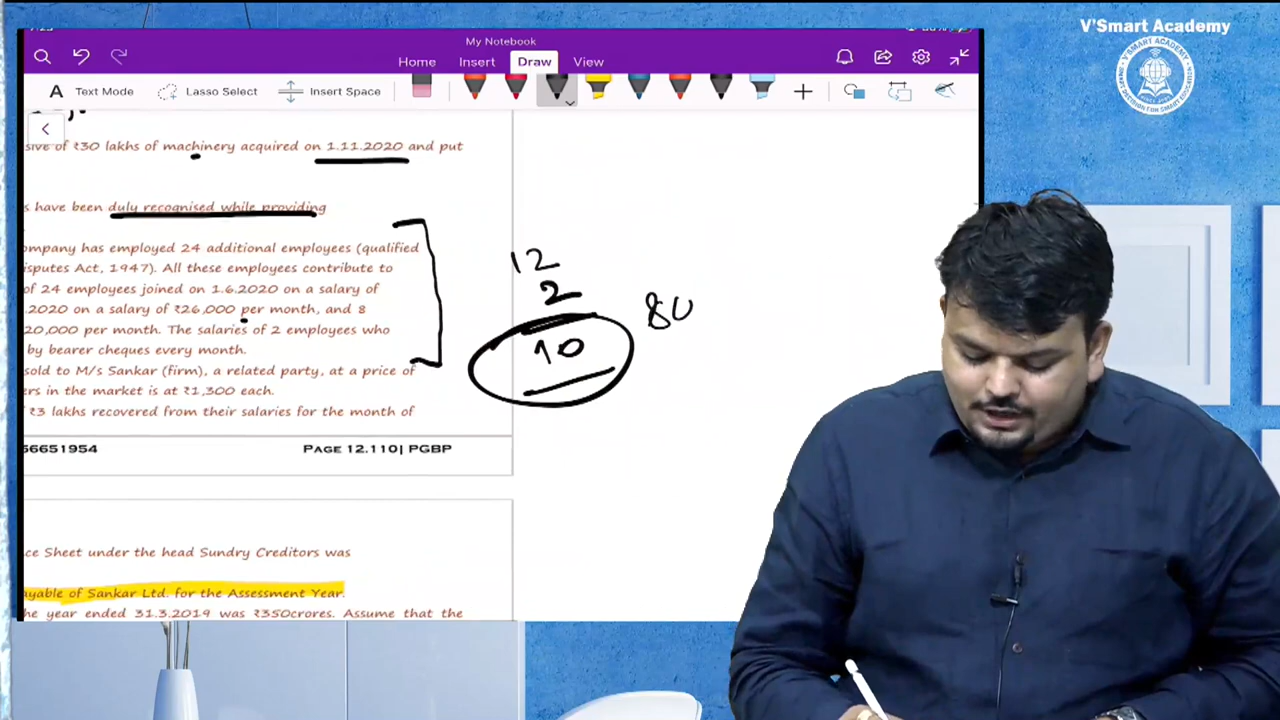 V'Smart Academy
My Notebook
Home Insert Draw View
A Text Mode Lasso Select Insert Space
sive of ₹30 lakhs of machinery acquired on 1.11.2020 and put
s have been duly recognised while providing
ompany has employed 24 additional employees (qualified
isputes Act, 1947). All these employees contribute to
of 24 employees joined on 1.6.2020 on a salary of
.2020 on a salary of ₹26,000 per month, and 8
20,000 per month. The salaries of 2 employees who
by bearer cheques every month.
sold to M/s Sankar (firm), a related party, at a price of
ers in the market is at ₹1,300 each.
₹3 lakhs recovered from their salaries for the month of
12
2
10
80
56651954 PAGE 12.110| PGBP
ce Sheet under the head Sundry Creditors was
ayable of Sankar Ltd. for the Assessment Year.
he year ended 31.3.2019 was ₹350crores. Assume that the